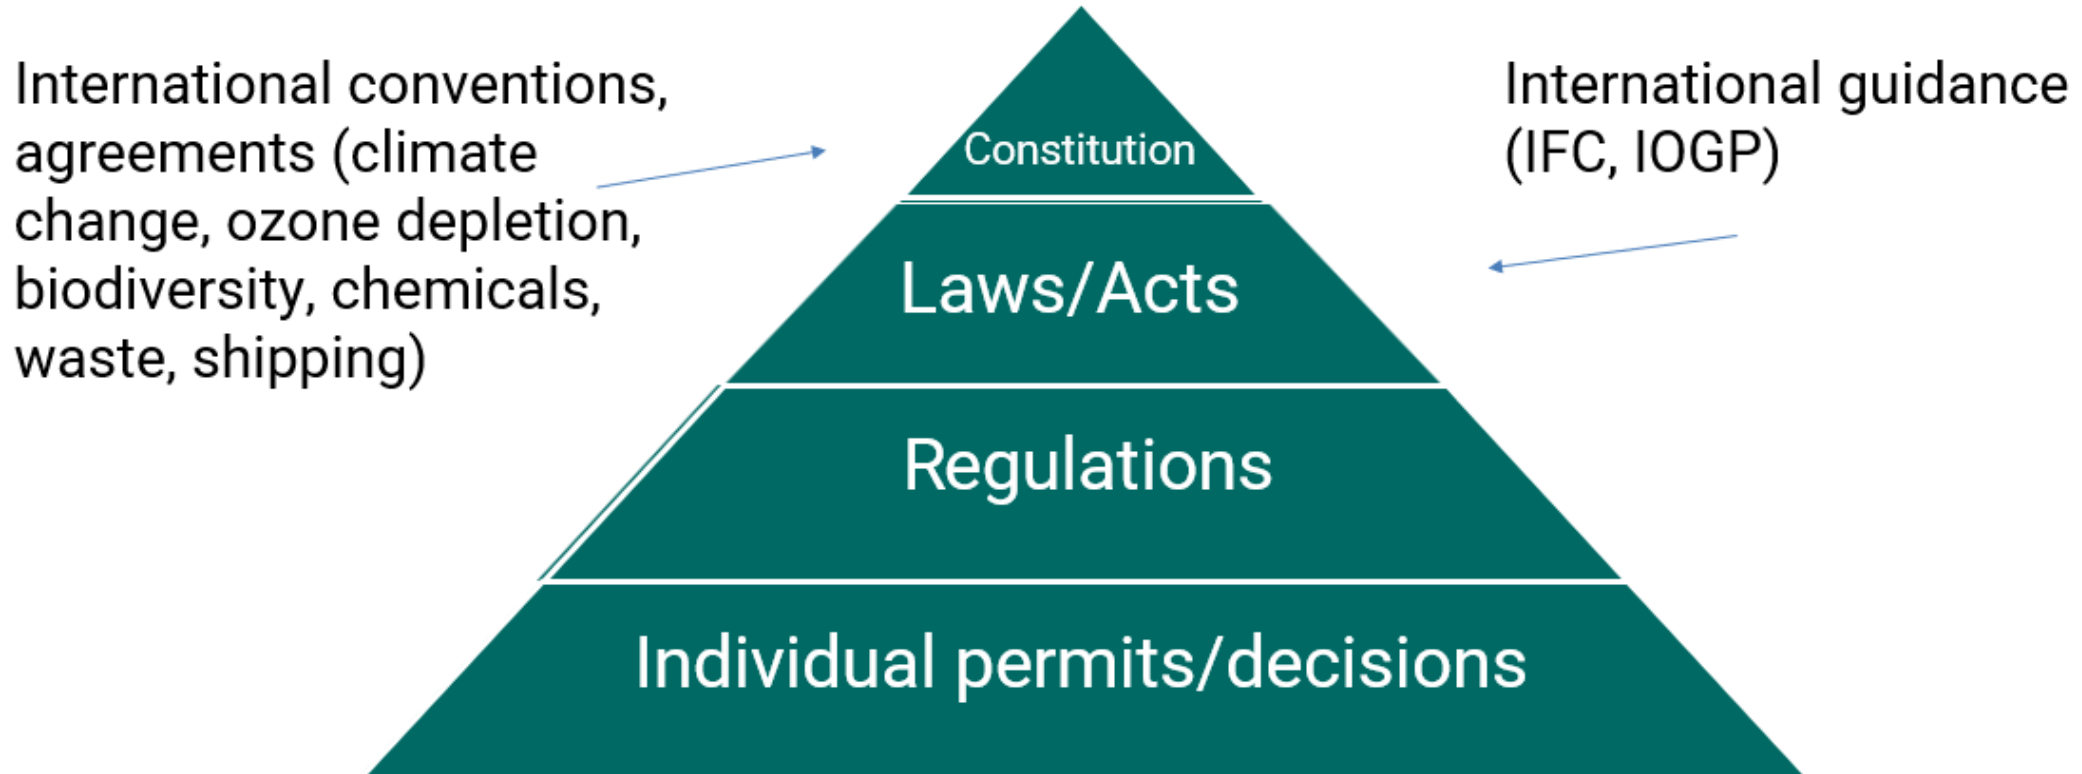 International conventions,
agreements (climate
change, ozone depletion,
biodiversity, chemicals,
waste, shipping)
International guidance
(IFC, IOGP)
Constitution
Laws/Acts
Regulations
Individual permits/decisions